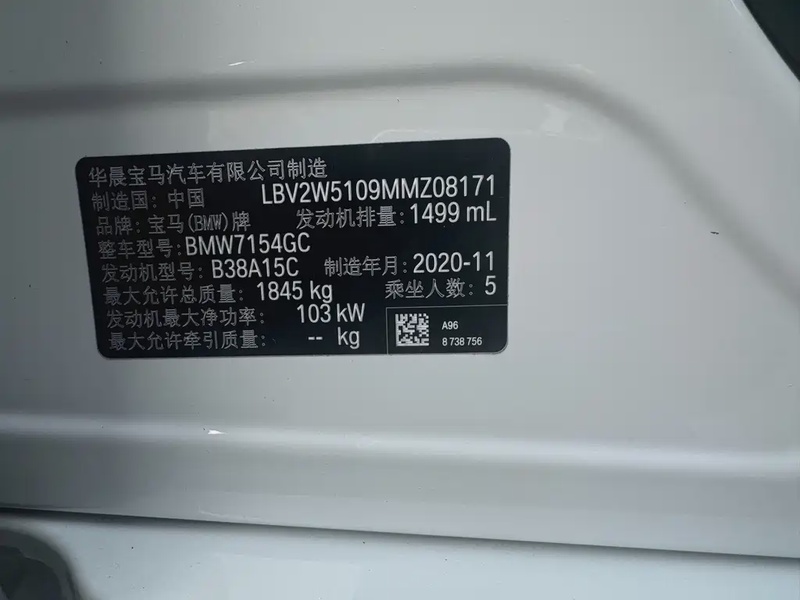 华晨宝马汽车有限公司制造
制造国: 中国 LBV2W5109MMZ08171
品牌: 宝马(BMW)牌 发动机排量: 1499 mL
整车型号: BMW7154GC
发动机型号: B38A15C 制造年月: 2020-11
最大允许总质量: 1845 kg 乘坐人数: 5
发动机最大净功率: 103 kW
最大允许牵引质量: -- kg
A96
8 738 756